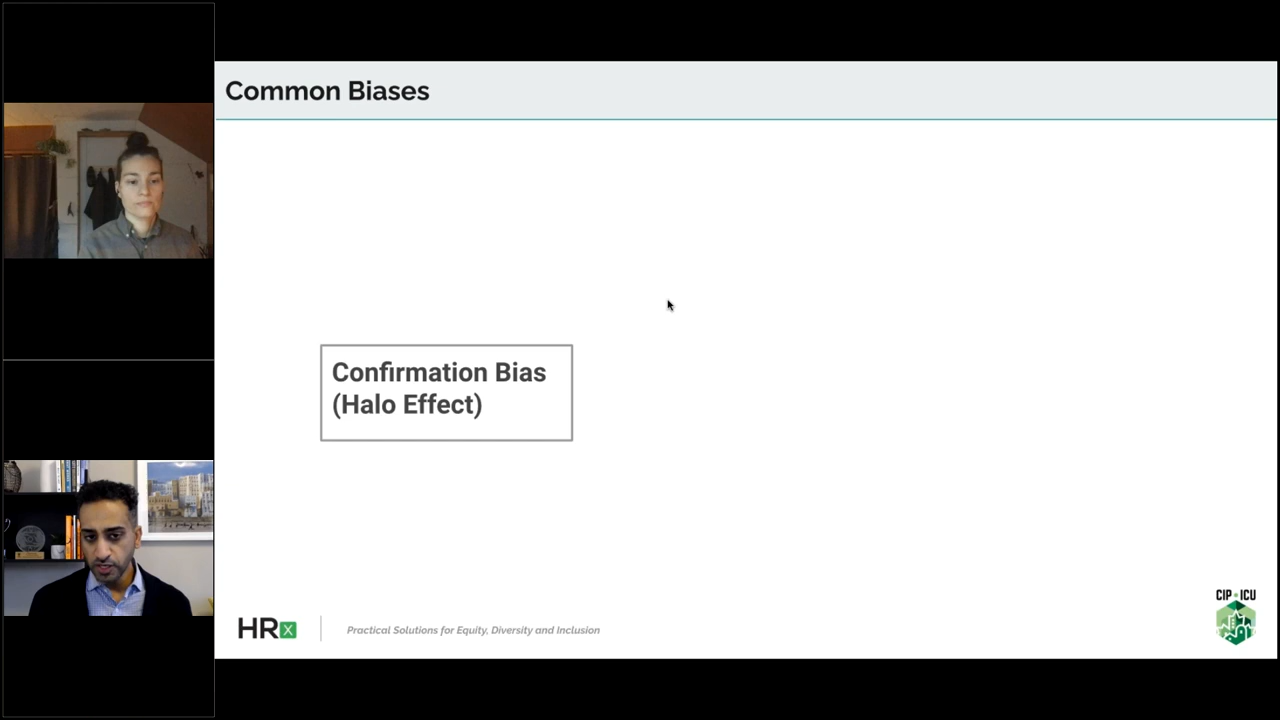 Common Biases
Confirmation Bias
(Halo Effect)
HRX
Practical Solutions for Equity, Diversity and Inclusion
CIP ICU